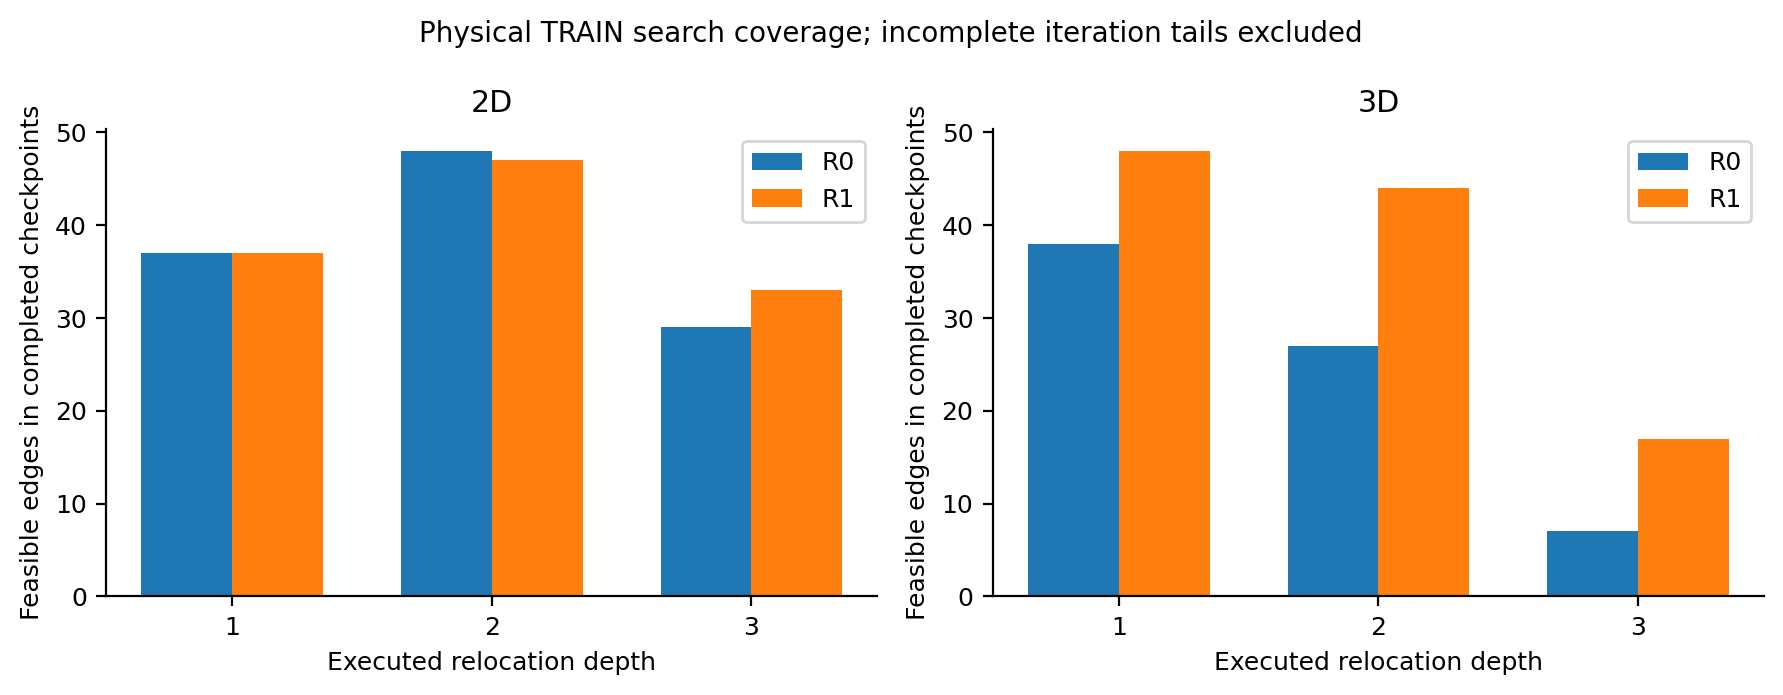 Physical TRAIN search coverage; incomplete iteration tails excluded
2D
Feasible edges in completed checkpoints
50
40
30
20
10
0
R0
R1
1 2 3
Executed relocation depth
3D
Feasible edges in completed checkpoints
50
40
30
20
10
0
R0
R1
1 2 3
Executed relocation depth